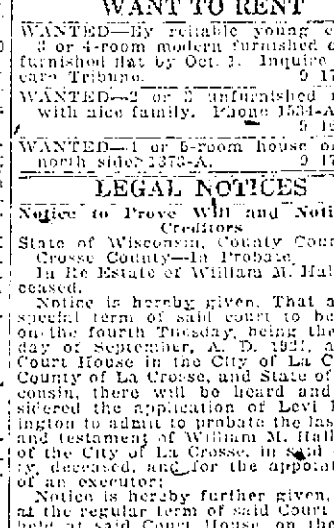 WANT TO RENT
WANTED—By reliable young c
3 or 4-room modern furnished
furnished flat by Oct. 1. Inquire
care Tribune. 9 17
WANTED—2 or 3 unfurnished
with nice family. Phone 1534-A
9
WANTED—4 or 5-room house
north side. 1373-A. 9 17
LEGAL NOTICES
Notice to Prove Will and Noti
Creditors
State of Wisconsin, County Cour
Crosse County—In Probate
In Re Estate of William M. Hal
ceased.
Notice is hereby given, That a
special term of said court to be
on the fourth Tuesday, being the
day of September, A. D. 1921, a
Court House in the City of La C
County of La Crosse, and State of
consin, there will be heard and
sidered the application of Levi
ington to admit to probate the las
and testament of William M. Hall
of the City of La Crosse, in said
ty, deceased, and for the appoint
of an executor:
Notice is hereby further given,
at the regular term of said Court
held at said Court House on the